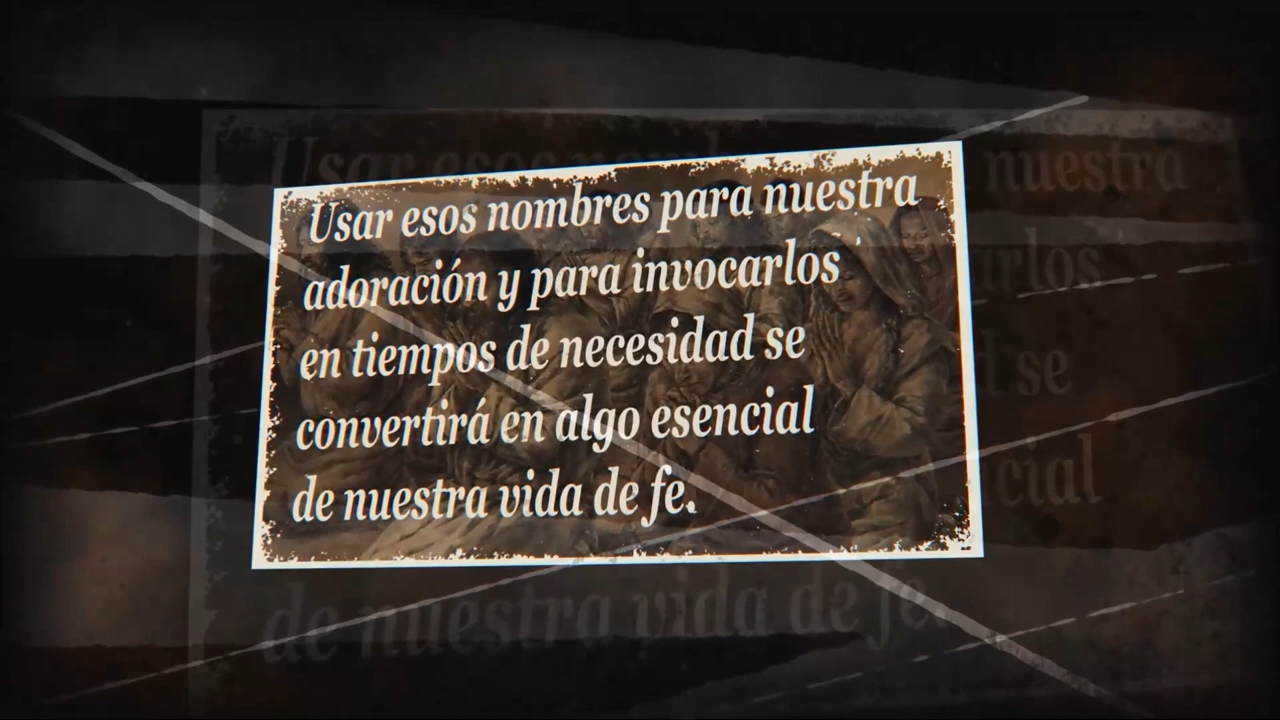 Usar esos nombres para nuestra
adoración y para invocarlos
en tiempos de necesidad se
convertirá en algo esencial
de nuestra vida de fe.